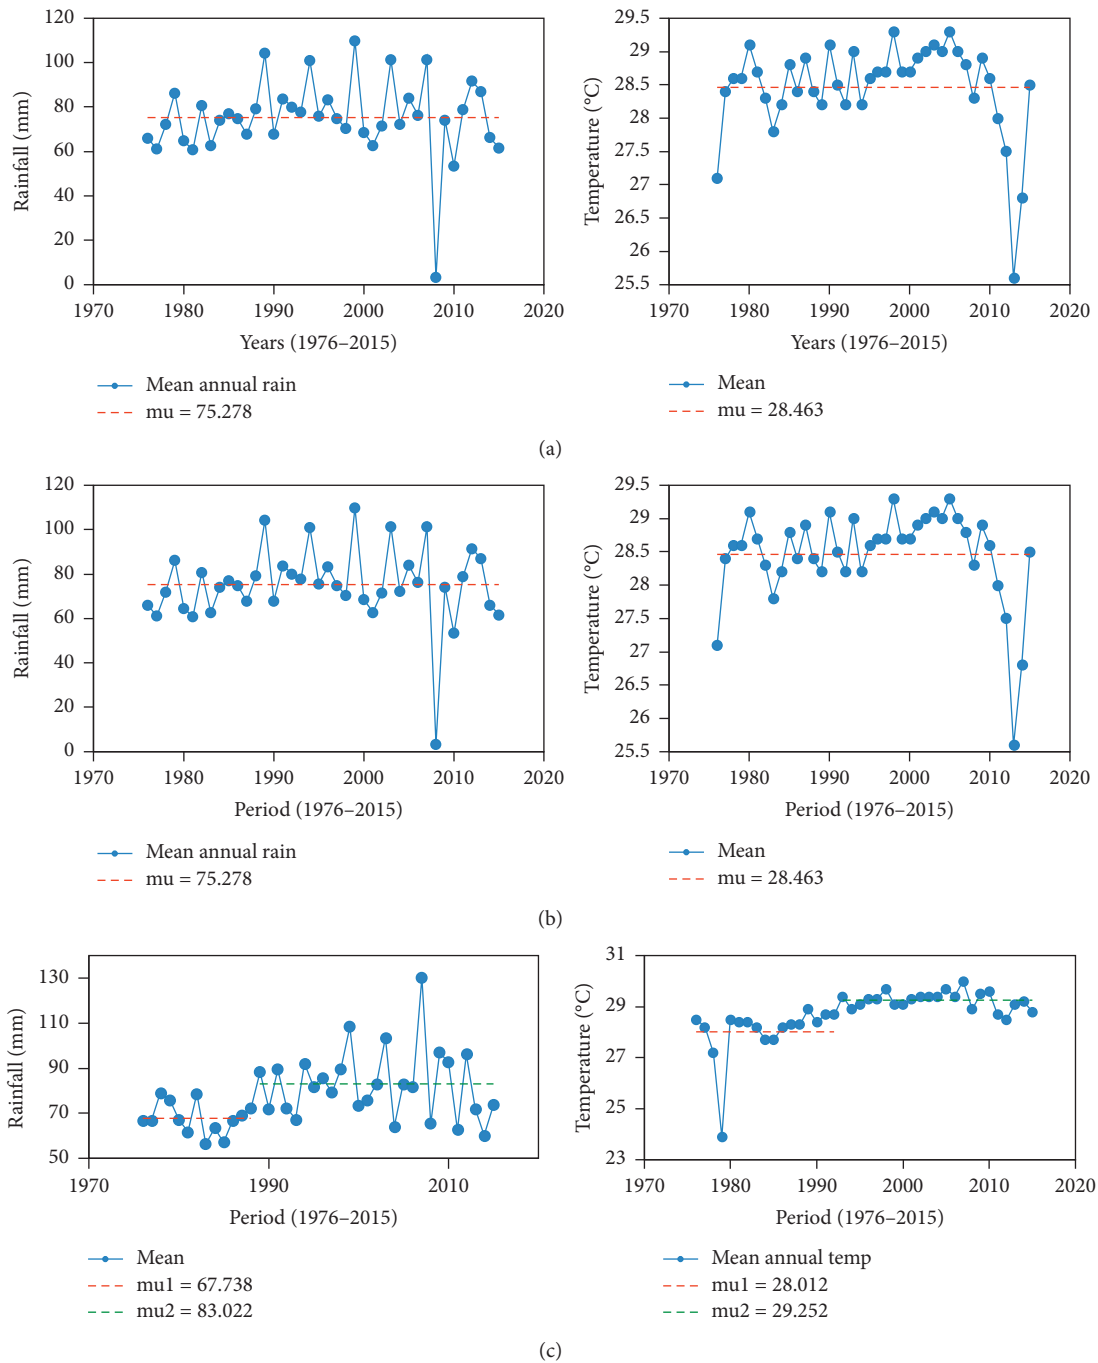 120
100
80
60
40
20
0
Rainfall (mm)
1970 1980 1990 2000 2010 2020
Years (1976–2015)
Mean annual rain
mu = 75.278
29.5
29
28.5
28
27.5
27
26.5
26
25.5
Temperature (°C)
1970 1980 1990 2000 2010 2020
Years (1976–2015)
Mean
mu = 28.463
(a)
120
100
80
60
40
20
0
Rainfall (mm)
1970 1980 1990 2000 2010 2020
Period (1976–2015)
Mean annual rain
mu = 75.278
29.5
29
28.5
28
27.5
27
26.5
26
25.5
Temperature (°C)
1970 1980 1990 2000 2010 2020
Period (1976–2015)
Mean
mu = 28.463
(b)
130
110
90
70
50
Rainfall (mm)
1970 1990 2010
Period (1976–2015)
Mean
mu1 = 67.738
mu2 = 83.022
31
29
27
25
23
Temperature (°C)
1970 1980 1990 2000 2010 2020
Period (1976–2015)
Mean annual temp
mu1 = 28.012
mu2 = 29.252
(c)